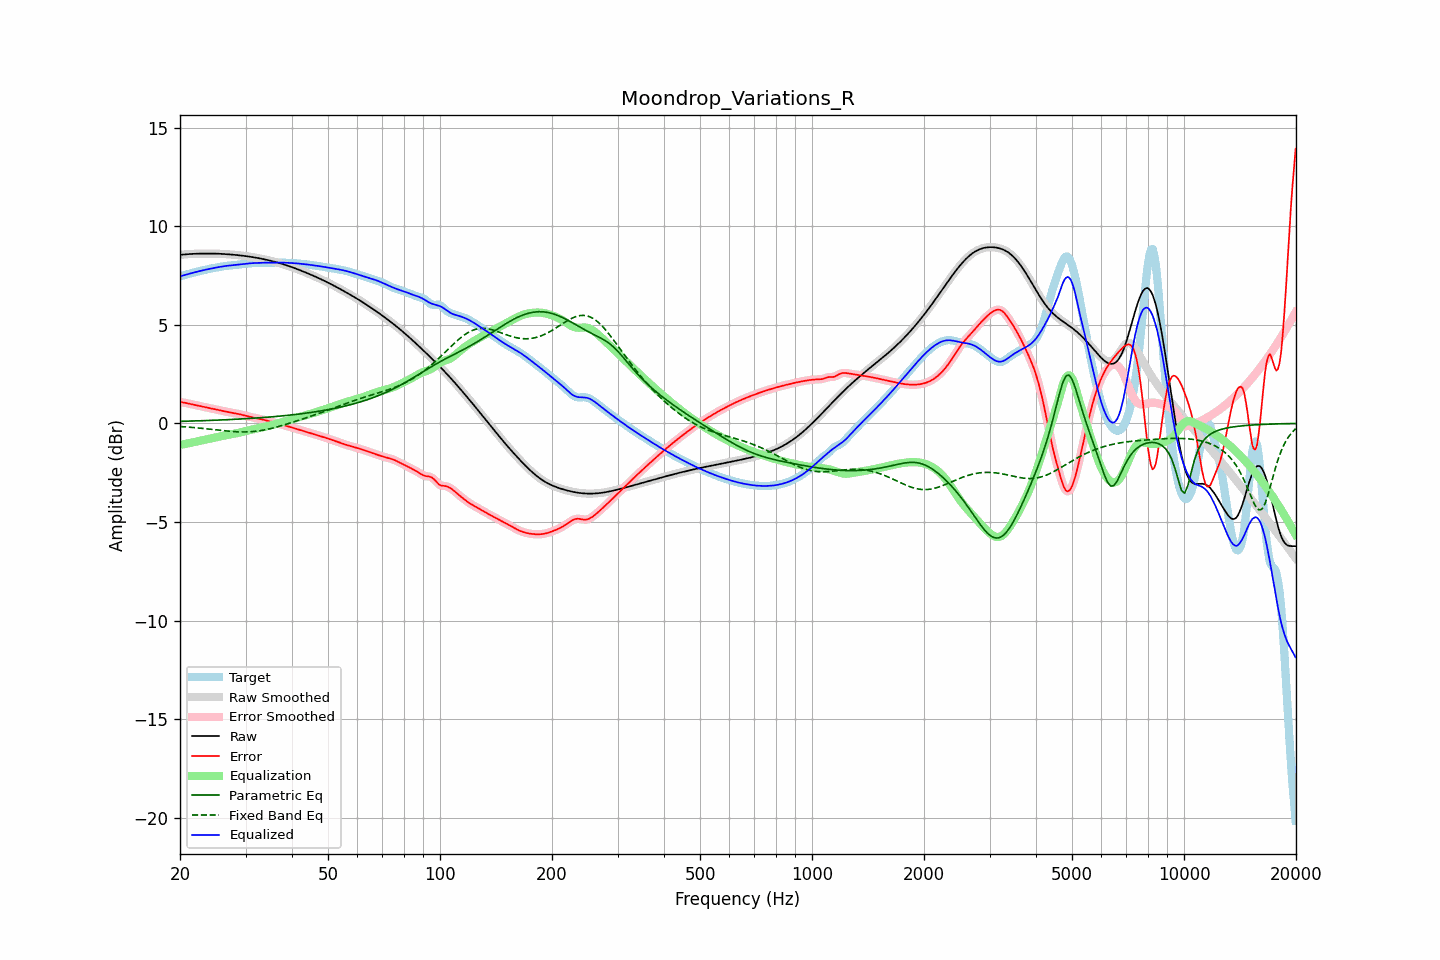 Moondrop_Variations_R
Amplitude (dBr)
15
10
5
0
−5
−10
−15
−20
Target
Raw Smoothed
Error Smoothed
Raw
Error
Equalization
Parametric Eq
Fixed Band Eq
Equalized
20 50 100 200 500 1000 2000 5000 10000 20000
Frequency (Hz)